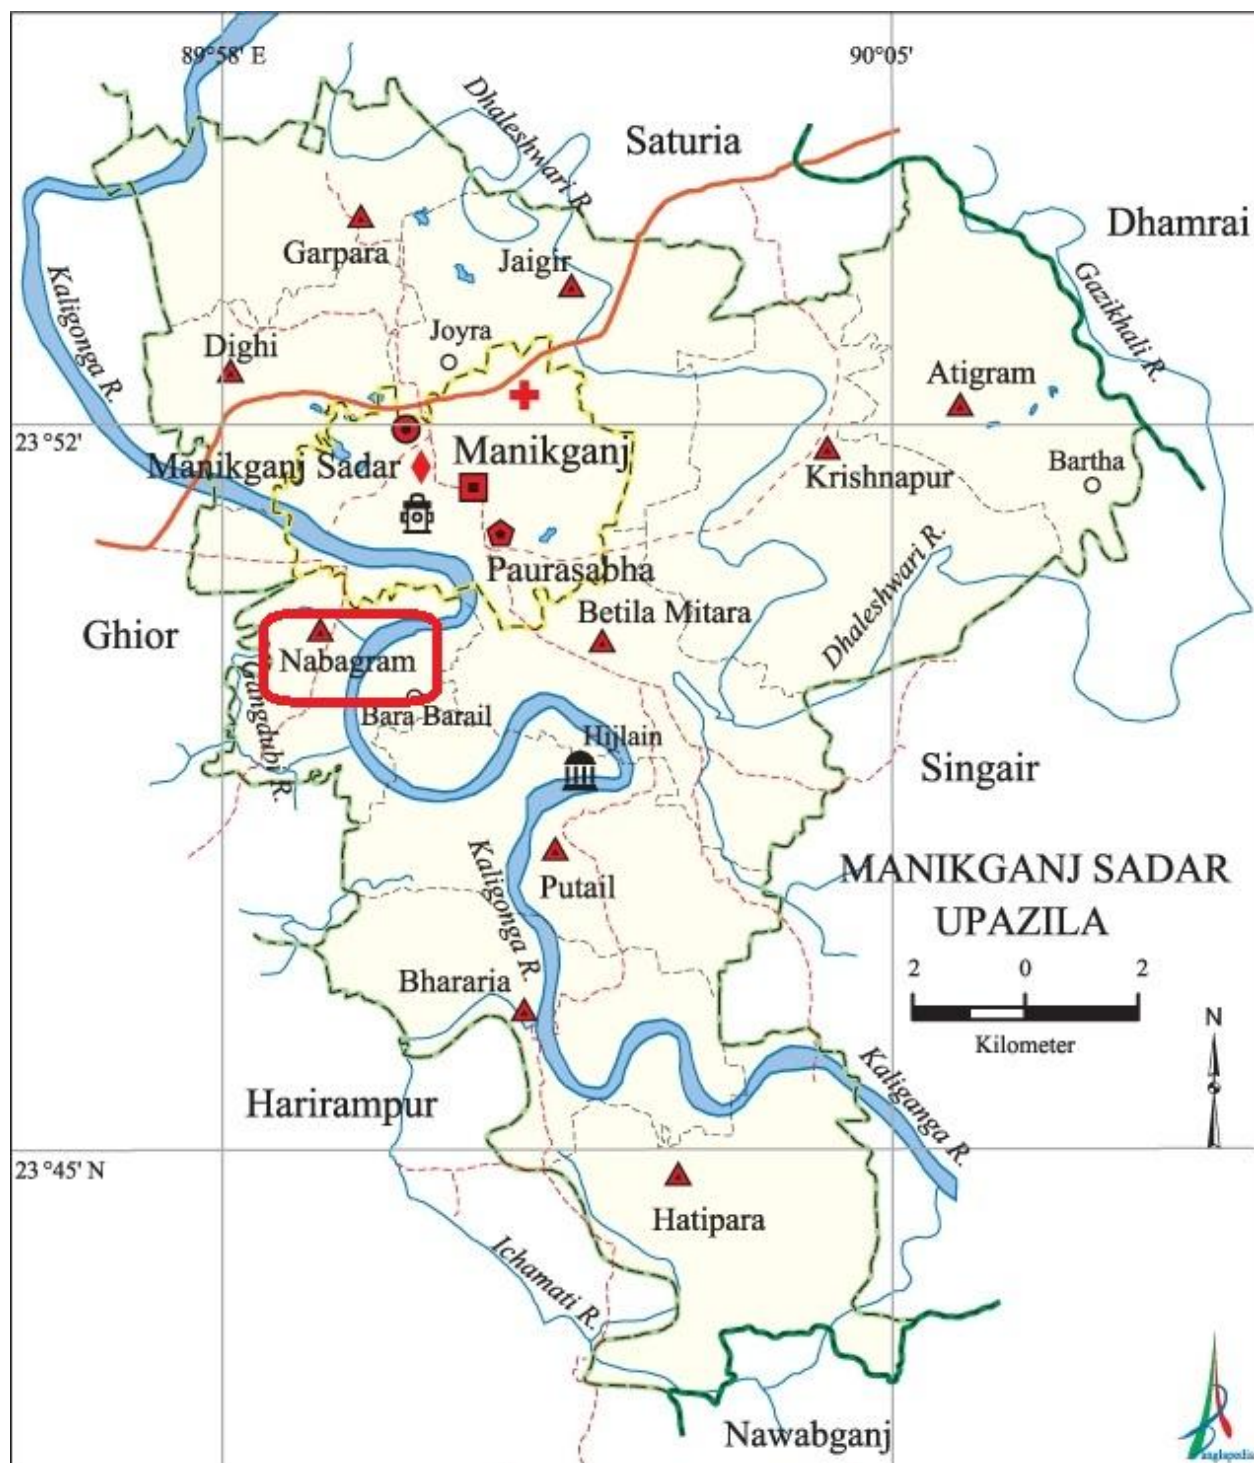 89°58' E
90°05'
Dhaleshwari R.
Saturia
Dhamrai
Garpara
Jaigir
Gazikhali R.
Kaligonga R.
Joyra
Dighi
Atigram
23°52'
Manikganj
Manikganj Sadar
Krishnapur
Bartha
Paurasabha
Dhaleshwari R.
Betila Mitara
Ghior
Nabagram
Gangdubi R.
Bara Barail
Hijlain
Singair
Kaligonga R.
Putail
MANIKGANJ SADAR
UPAZILA
2 0 2
Kilometer
N
Bhararia
Harirampur
Kaliganga R.
23°45' N
Hatipara
Ichamati R.
Nawabganj
anglapedia